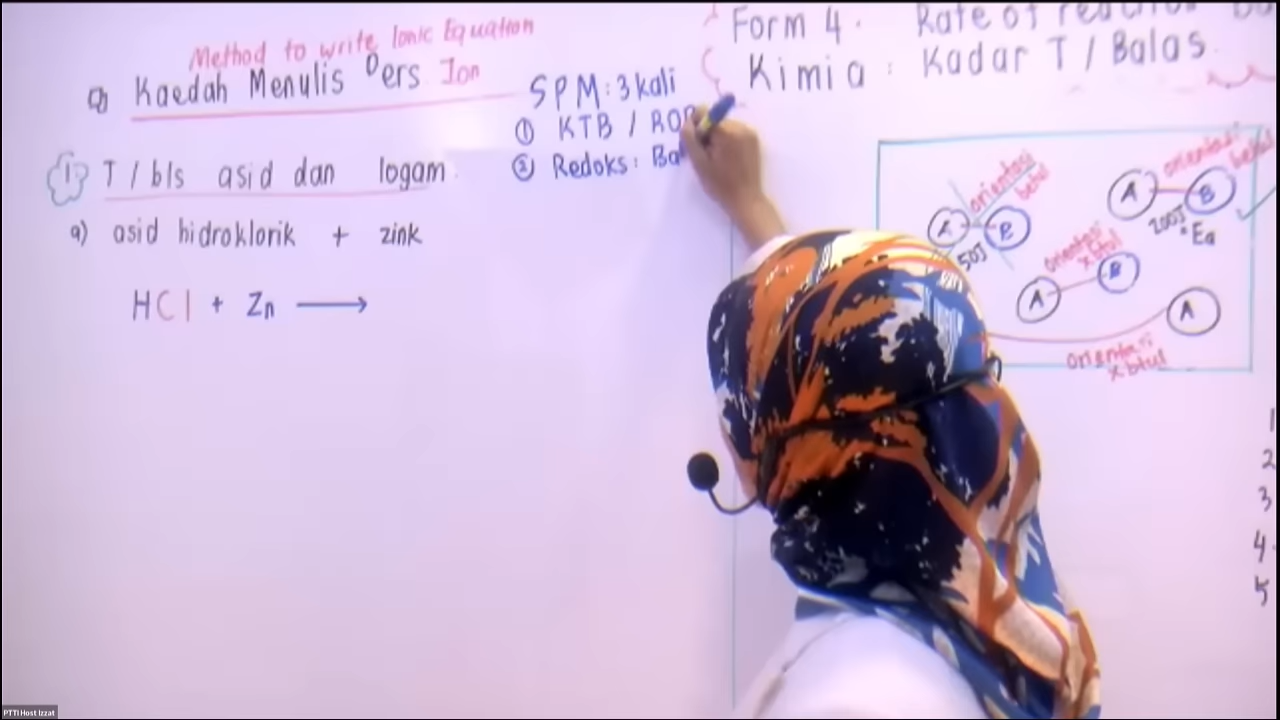 Method to write Ionic Equation
Kaedah Menulis Pers Ion
SPM: 3 kali
① KTB / ROR
② Redoks: Ba
1. T / bls asid dan logam
a) asid hidroklorik + zink
HCl + Zn ⟶
Form 4. Rate of reaction
Kimia : Kadar T / Balas
A B orientasi betul
50J
A B orientasi betul
200J = Ea
A B orientasi x btul
A orientasi x btul
1
2
3
4
5
PTTI Host Izzat